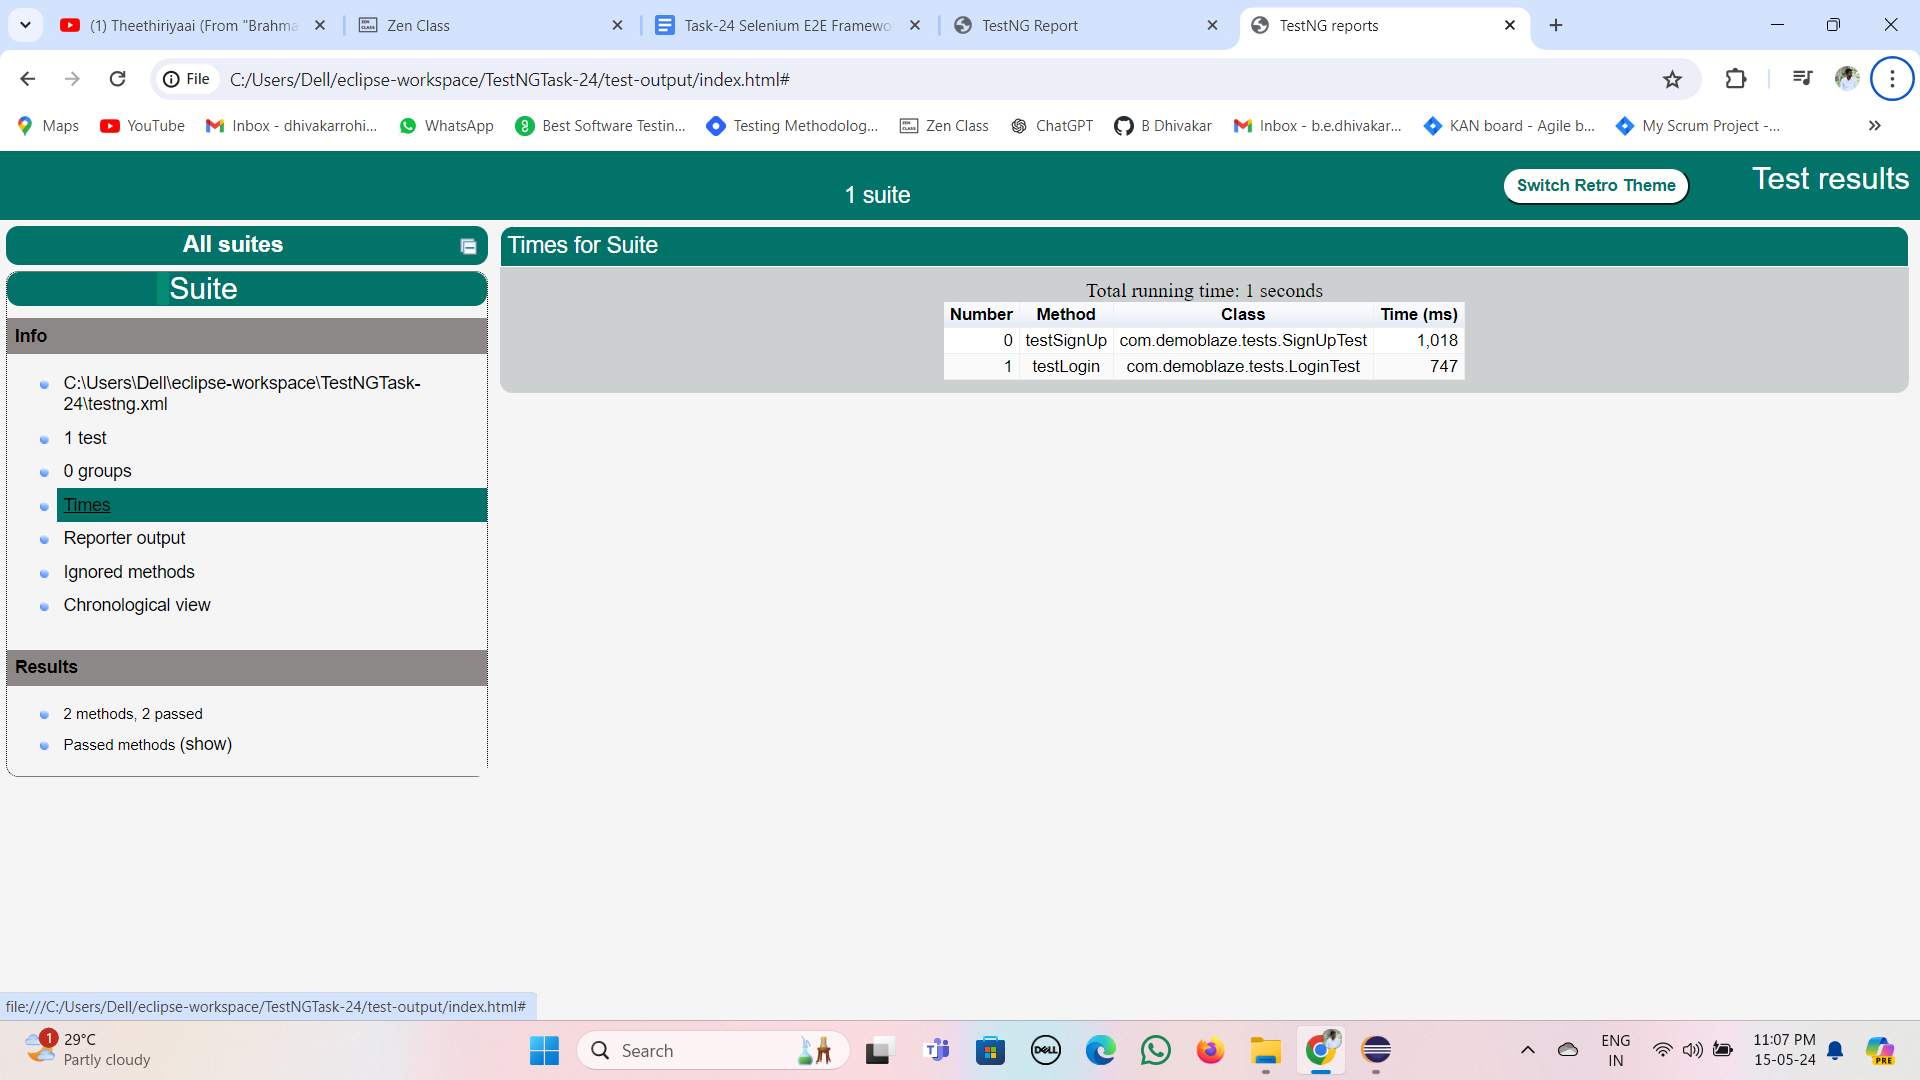 (1) Theethiriyaai (From "Brahma
Zen Class
Task-24 Selenium E2E Framewo
TestNG Report
TestNG reports
File
C:/Users/Dell/eclipse-workspace/TestNGTask-24/test-output/index.html#
Maps
YouTube
Inbox - dhivakarrohi...
WhatsApp
Best Software Testin...
Testing Methodolog...
Zen Class
ChatGPT
B Dhivakar
Inbox - b.e.dhivakar...
KAN board - Agile b...
My Scrum Project -...
1 suite
Switch Retro Theme
Test results
All suites
Suite
Info
C:\Users\Dell\eclipse-workspace\TestNGTask-
24\testng.xml
1 test
0 groups
Times
Reporter output
Ignored methods
Chronological view
Results
2 methods, 2 passed
Passed methods (show)
Times for Suite
Total running time: 1 seconds
Number Method Class Time (ms)
0 testSignUp com.demoblaze.tests.SignUpTest 1,018
1 testLogin com.demoblaze.tests.LoginTest 747
file:///C:/Users/Dell/eclipse-workspace/TestNGTask-24/test-output/index.html#
1
29°C
Partly cloudy
Search
DELL
PRE
ENG
IN
11:07 PM
15-05-24